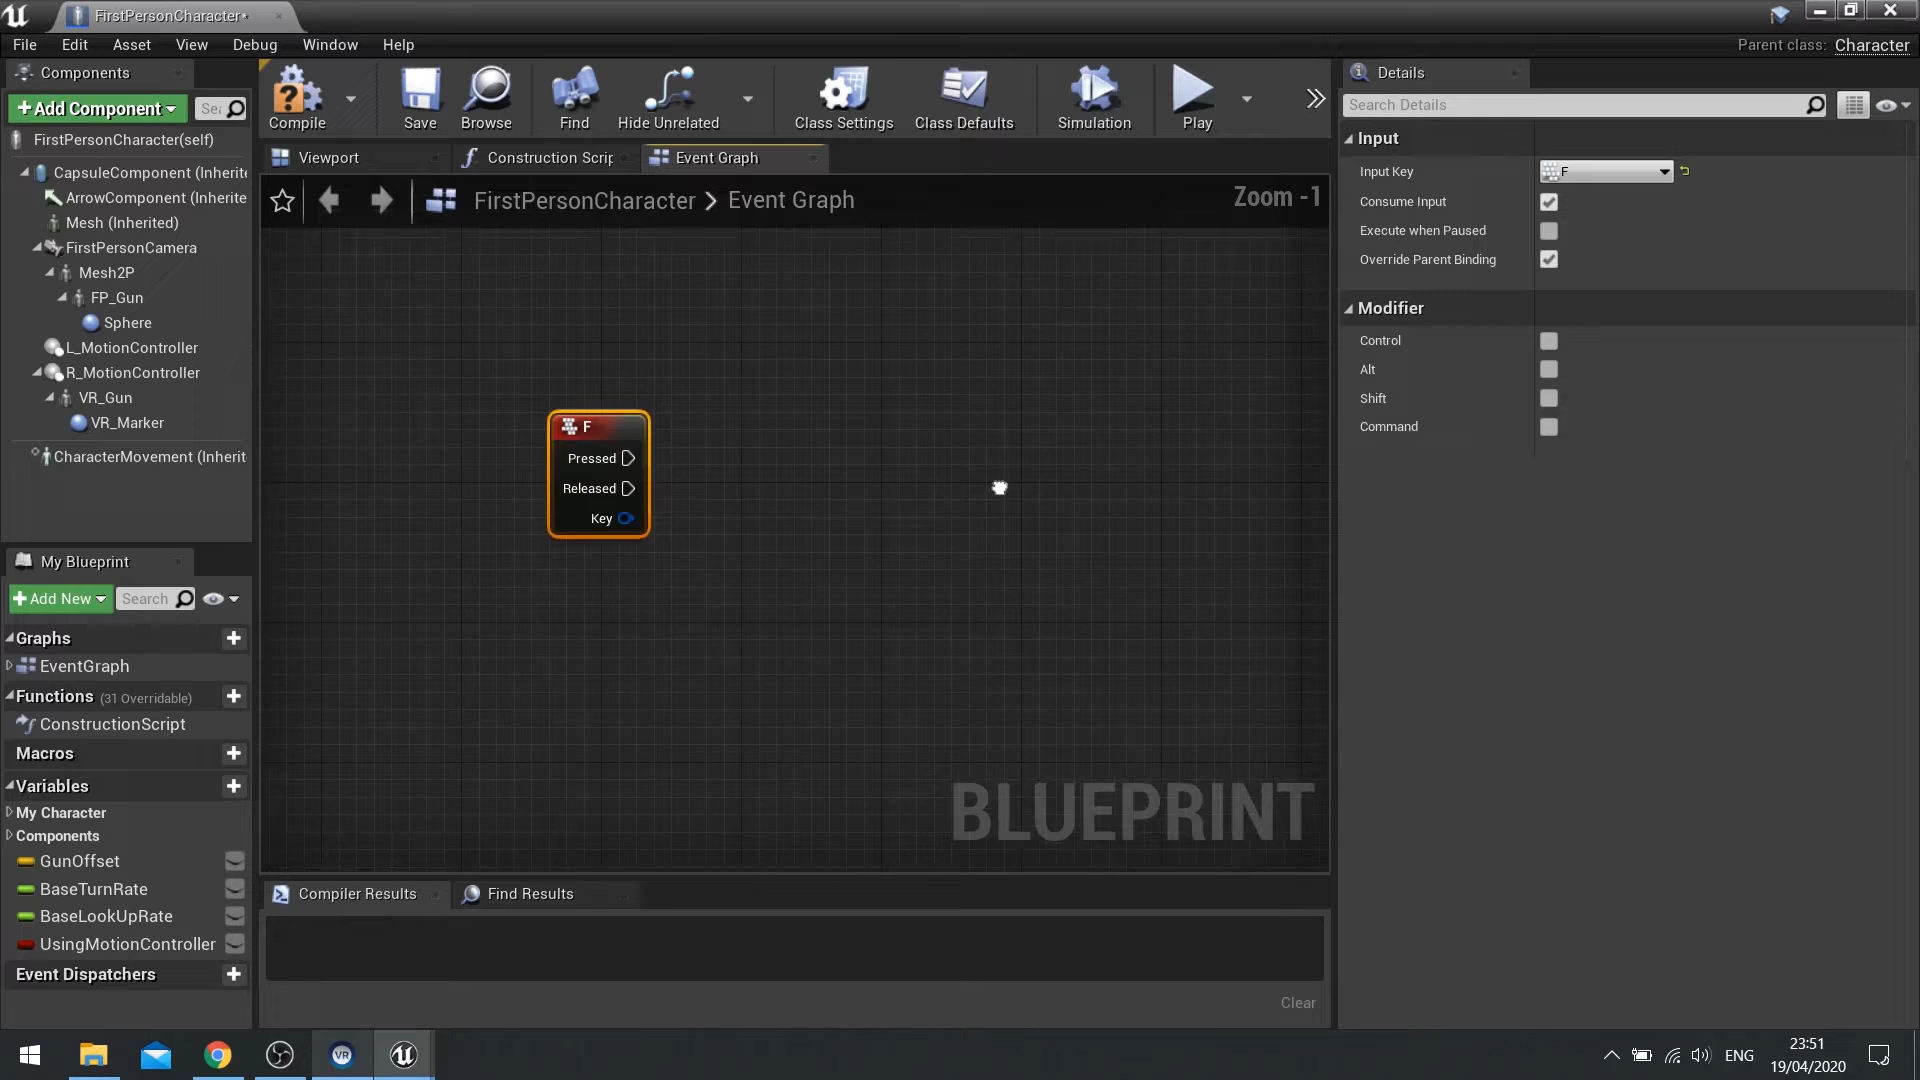 FirstPersonCharacter*
File Edit Asset View Debug Window Help
Parent class: Character
Components
+ Add Component
Sea
FirstPersonCharacter(self)
CapsuleComponent (Inherite
ArrowComponent (Inherite
Mesh (Inherited)
FirstPersonCamera
Mesh2P
FP_Gun
Sphere
L_MotionController
R_MotionController
VR_Gun
VR_Marker
CharacterMovement (Inherit
My Blueprint
+ Add New
Search
Graphs
EventGraph
Functions (31 Overridable)
ConstructionScript
Macros
Variables
My Character
Components
GunOffset
BaseTurnRate
BaseLookUpRate
UsingMotionController
Event Dispatchers
Compile
Save
Browse
Find
Hide Unrelated
Class Settings
Class Defaults
Simulation
Play
Viewport
Construction Scrip
Event Graph
FirstPersonCharacter > Event Graph
Zoom -1
F
Pressed
Released
Key
BLUEPRINT
Compiler Results
Find Results
Clear
Details
Search Details
Input
Input Key
F
Consume Input
Execute when Paused
Override Parent Binding
Modifier
Control
Alt
Shift
Command
VR
ENG
23:51
19/04/2020